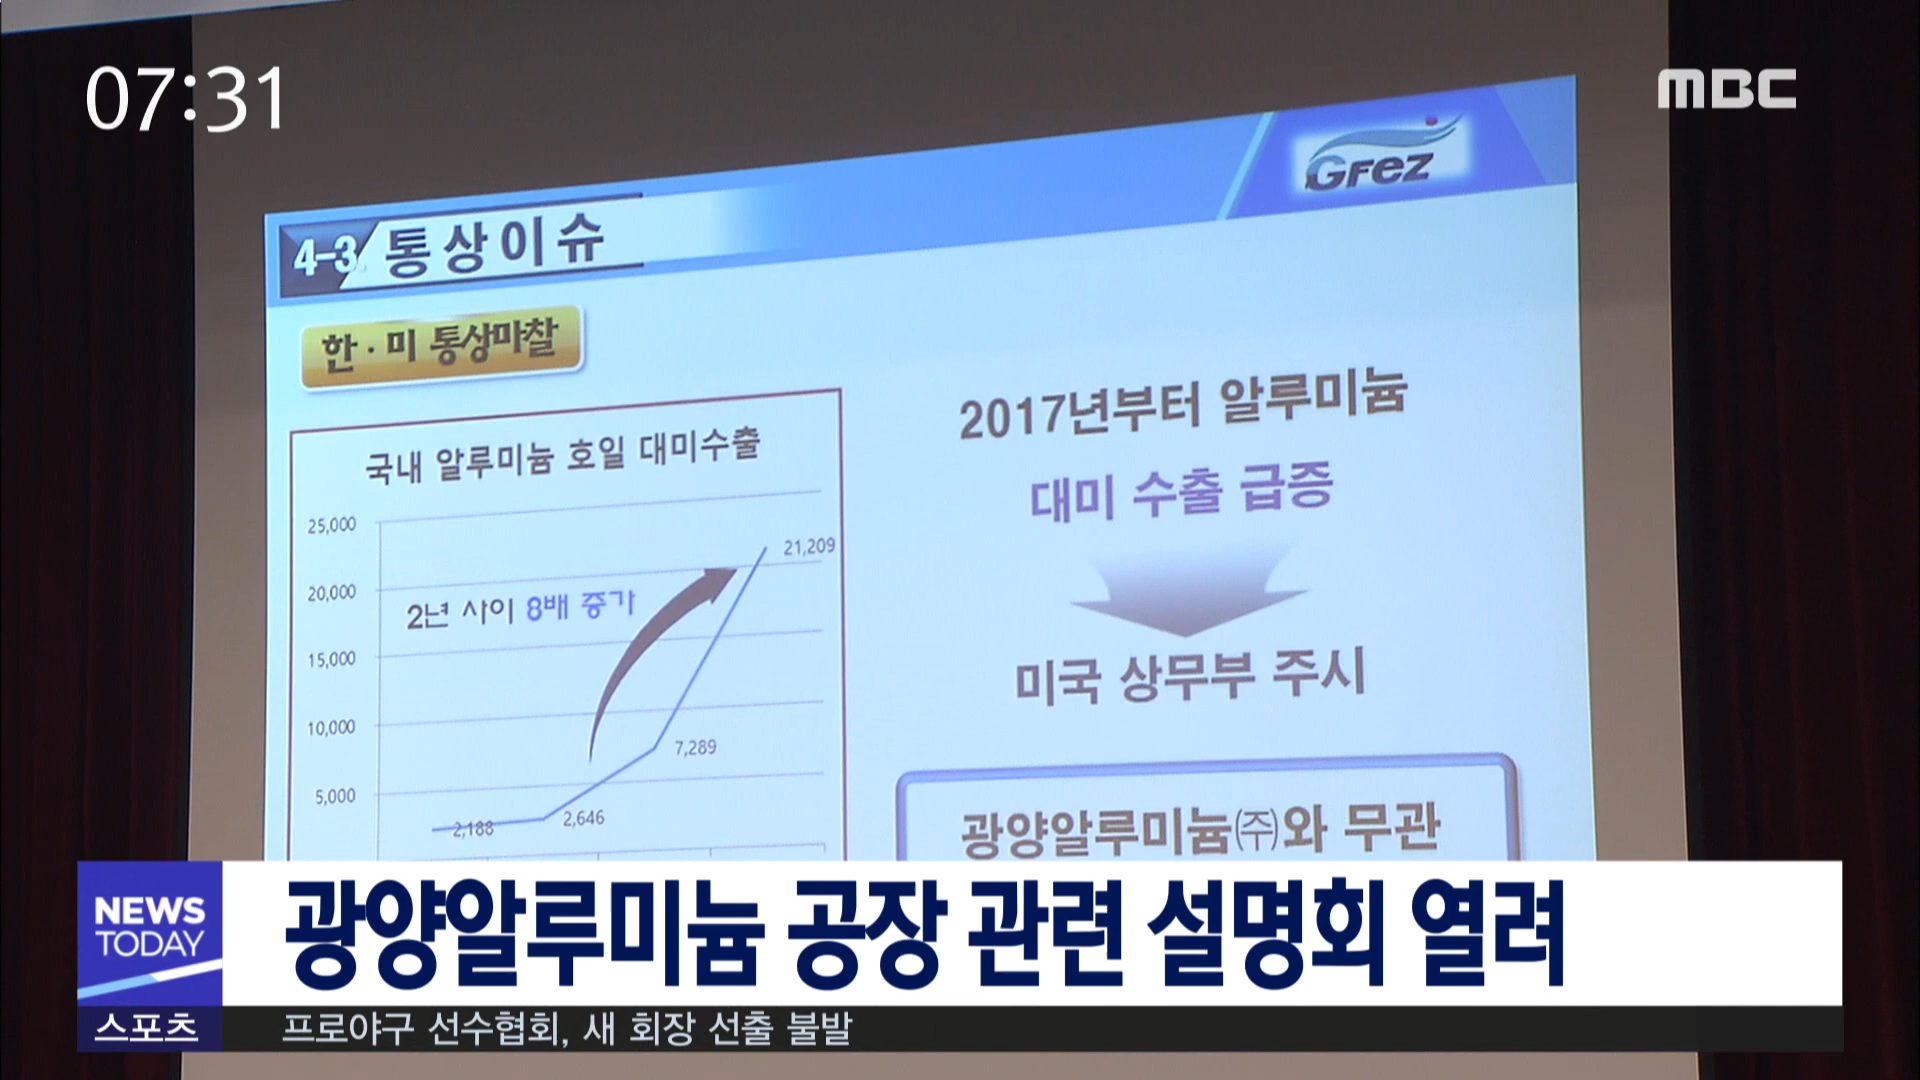 07:31
MBC
GFEZ
4-3. 통상이슈
한·미 통상마찰
국내 알루미늄 호일 대미수출
25,000
20,000
15,000
10,000
5,000
2년 사이 8배 증가
21,209
7,289
2,646
2,188
2017년부터 알루미늄
대미 수출 급증
미국 상무부 주시
광양알루미늄㈜와 무관
NEWS
TODAY
광양알루미늄 공장 관련 설명회 열려
스포츠
프로야구 선수협회, 새 회장 선출 불발